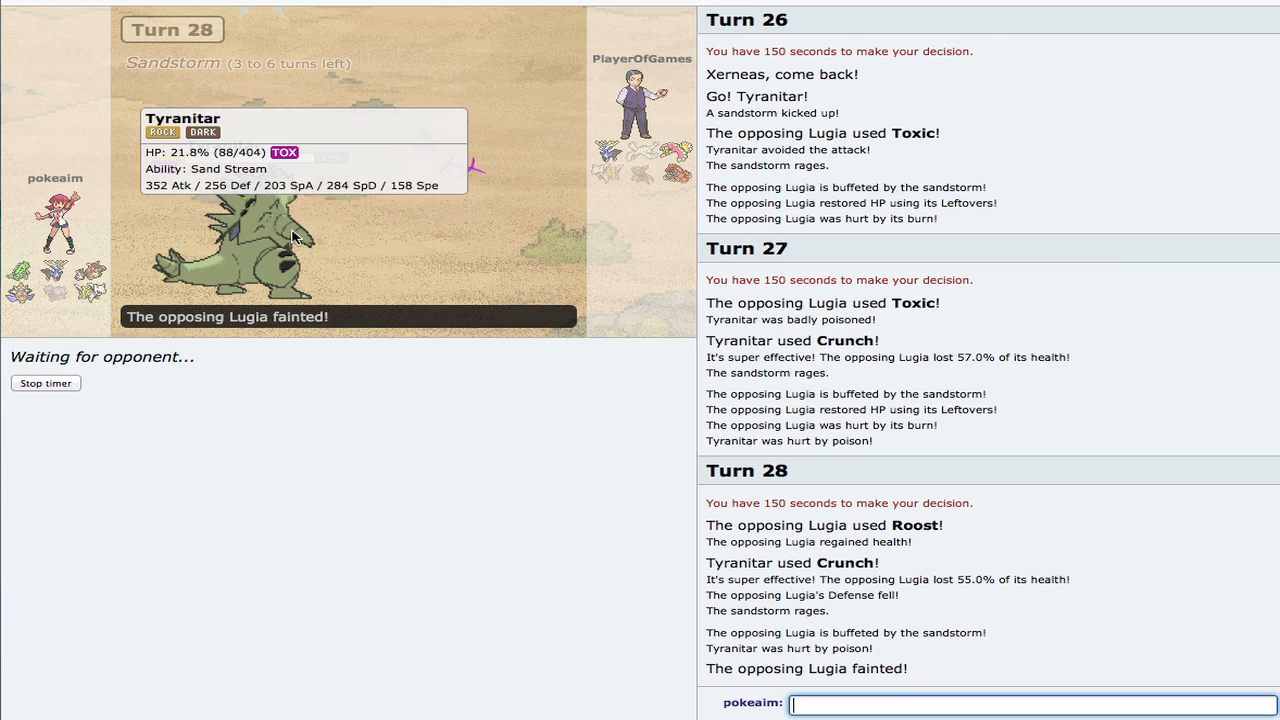 Turn 28
Sandstorm (3 to 6 turns left)
PlayerOfGames
pokeaim
Tyranitar
ROCK DARK
HP: 21.8% (88/404) TOX
Ability: Sand Stream
352 Atk / 256 Def / 203 SpA / 284 SpD / 158 Spe
The opposing Lugia fainted!
Waiting for opponent...
Stop timer
Turn 26
You have 150 seconds to make your decision.
Xerneas, come back!
Go! Tyranitar!
A sandstorm kicked up!
The opposing Lugia used Toxic!
Tyranitar avoided the attack!
The sandstorm rages.
The opposing Lugia is buffeted by the sandstorm!
The opposing Lugia restored HP using its Leftovers!
The opposing Lugia was hurt by its burn!
Turn 27
You have 150 seconds to make your decision.
The opposing Lugia used Toxic!
Tyranitar was badly poisoned!
Tyranitar used Crunch!
It's super effective! The opposing Lugia lost 57.0% of its health!
The sandstorm rages.
The opposing Lugia is buffeted by the sandstorm!
The opposing Lugia restored HP using its Leftovers!
The opposing Lugia was hurt by its burn!
Tyranitar was hurt by poison!
Turn 28
You have 150 seconds to make your decision.
The opposing Lugia used Roost!
The opposing Lugia regained health!
Tyranitar used Crunch!
It's super effective! The opposing Lugia lost 55.0% of its health!
The opposing Lugia's Defense fell!
The sandstorm rages.
The opposing Lugia is buffeted by the sandstorm!
Tyranitar was hurt by poison!
The opposing Lugia fainted!
pokeaim: